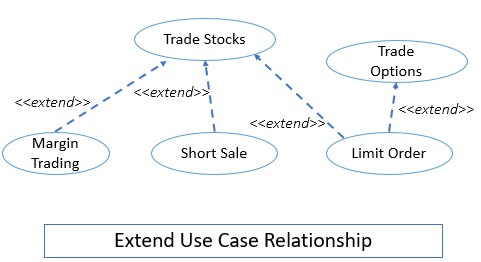 Trade Stocks
Trade
Options
<<extend>>
<<extend>>
<<extend>>
<<extend>>
Margin
Trading
Short Sale
Limit Order
Extend Use Case Relationship